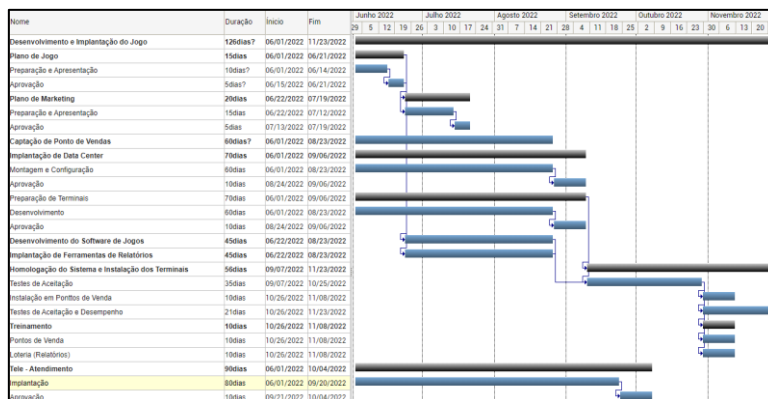 Nome Duração Início Fim Junho 2022 Julho 2022 Agosto 2022 Setembro 2022 Outubro 2022 Novembro 2022
29 5 12 19 26 3 10 17 24 31 7 14 21 28 4 11 18 25 2 9 16 23 30 6 13 20
Desenvolvimento e Implantação do Jogo 126dias? 06/01/2022 11/23/2022
Plano de Jogo 15dias 06/01/2022 06/21/2022
Preparação e Apresentação 10dias? 06/01/2022 06/14/2022
Aprovação 5dias? 06/15/2022 06/21/2022
Plano de Marketing 20dias 06/22/2022 07/19/2022
Preparação e Apresentação 15dias 06/22/2022 07/12/2022
Aprovação 5dias 07/13/2022 07/19/2022
Captação de Ponto de Vendas 60dias? 06/01/2022 08/23/2022
Implantação de Data Center 70dias 06/01/2022 09/06/2022
Montagem e Configuração 60dias 06/01/2022 08/23/2022
Aprovação 10dias 08/24/2022 09/06/2022
Preparação de Terminais 70dias 06/01/2022 09/06/2022
Desenvolvimento 60dias 06/01/2022 08/23/2022
Aprovação 10dias 08/24/2022 09/06/2022
Desenvolvimento do Software de Jogos 45dias 06/22/2022 08/23/2022
Implantação de Ferramentas de Relatórios 45dias 06/22/2022 08/23/2022
Homologação do Sistema e Instalação dos Terminais 56dias 09/07/2022 11/23/2022
Testes de Aceitação 35dias 09/07/2022 10/25/2022
Instalação em Ponttos de Venda 10dias 10/26/2022 11/08/2022
Testes de Aceitação e Desempenho 21dias 10/26/2022 11/23/2022
Treinamento 10dias 10/26/2022 11/08/2022
Pontos de Venda 10dias 10/26/2022 11/08/2022
Loteria (Relatórios) 10dias 10/26/2022 11/08/2022
Tele - Atendimento 90dias 06/01/2022 10/04/2022
Implantação 80dias 06/01/2022 09/20/2022
Aprovação 10dias 09/21/2022 10/04/2022